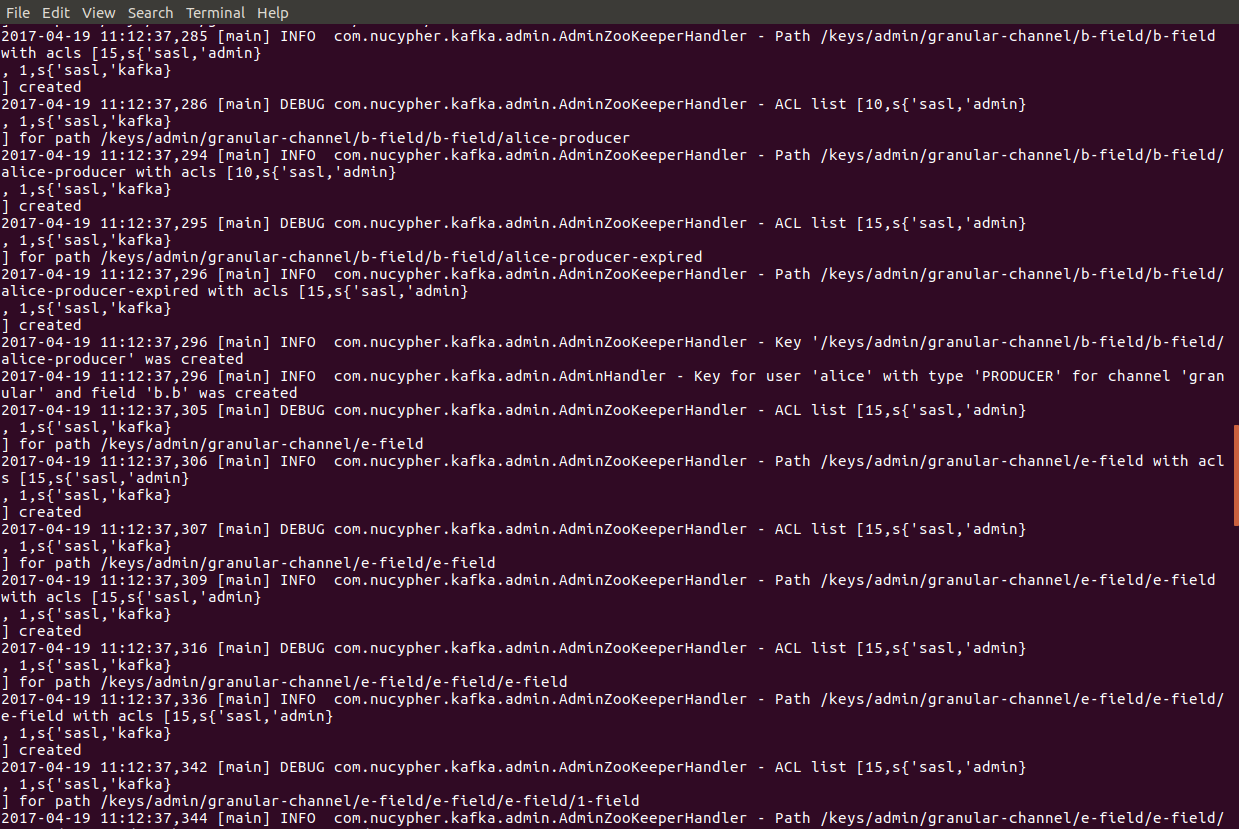 File Edit View Search Terminal Help
2017-04-19 11:12:37,285 [main] INFO  com.nucypher.kafka.admin.AdminZooKeeperHandler - Path /keys/admin/granular-channel/b-field/b-field
with acls [15,s{'sasl,'admin}
, 1,s{'sasl,'kafka}
] created
2017-04-19 11:12:37,286 [main] DEBUG com.nucypher.kafka.admin.AdminZooKeeperHandler - ACL list [10,s{'sasl,'admin}
, 1,s{'sasl,'kafka}
] for path /keys/admin/granular-channel/b-field/b-field/alice-producer
2017-04-19 11:12:37,294 [main] INFO  com.nucypher.kafka.admin.AdminZooKeeperHandler - Path /keys/admin/granular-channel/b-field/b-field/
alice-producer with acls [10,s{'sasl,'admin}
, 1,s{'sasl,'kafka}
] created
2017-04-19 11:12:37,295 [main] DEBUG com.nucypher.kafka.admin.AdminZooKeeperHandler - ACL list [15,s{'sasl,'admin}
, 1,s{'sasl,'kafka}
] for path /keys/admin/granular-channel/b-field/b-field/alice-producer-expired
2017-04-19 11:12:37,296 [main] INFO  com.nucypher.kafka.admin.AdminZooKeeperHandler - Path /keys/admin/granular-channel/b-field/b-field/
alice-producer-expired with acls [15,s{'sasl,'admin}
, 1,s{'sasl,'kafka}
] created
2017-04-19 11:12:37,296 [main] INFO  com.nucypher.kafka.admin.AdminZooKeeperHandler - Key '/keys/admin/granular-channel/b-field/b-field/
alice-producer' was created
2017-04-19 11:12:37,296 [main] INFO  com.nucypher.kafka.admin.AdminHandler - Key for user 'alice' with type 'PRODUCER' for channel 'gran
ular' and field 'b.b' was created
2017-04-19 11:12:37,305 [main] DEBUG com.nucypher.kafka.admin.AdminZooKeeperHandler - ACL list [15,s{'sasl,'admin}
, 1,s{'sasl,'kafka}
] for path /keys/admin/granular-channel/e-field
2017-04-19 11:12:37,306 [main] INFO  com.nucypher.kafka.admin.AdminZooKeeperHandler - Path /keys/admin/granular-channel/e-field with acl
s [15,s{'sasl,'admin}
, 1,s{'sasl,'kafka}
] created
2017-04-19 11:12:37,307 [main] DEBUG com.nucypher.kafka.admin.AdminZooKeeperHandler - ACL list [15,s{'sasl,'admin}
, 1,s{'sasl,'kafka}
] for path /keys/admin/granular-channel/e-field/e-field
2017-04-19 11:12:37,309 [main] INFO  com.nucypher.kafka.admin.AdminZooKeeperHandler - Path /keys/admin/granular-channel/e-field/e-field
with acls [15,s{'sasl,'admin}
, 1,s{'sasl,'kafka}
] created
2017-04-19 11:12:37,316 [main] DEBUG com.nucypher.kafka.admin.AdminZooKeeperHandler - ACL list [15,s{'sasl,'admin}
, 1,s{'sasl,'kafka}
] for path /keys/admin/granular-channel/e-field/e-field/e-field
2017-04-19 11:12:37,336 [main] INFO  com.nucypher.kafka.admin.AdminZooKeeperHandler - Path /keys/admin/granular-channel/e-field/e-field/
e-field with acls [15,s{'sasl,'admin}
, 1,s{'sasl,'kafka}
] created
2017-04-19 11:12:37,342 [main] DEBUG com.nucypher.kafka.admin.AdminZooKeeperHandler - ACL list [15,s{'sasl,'admin}
, 1,s{'sasl,'kafka}
] for path /keys/admin/granular-channel/e-field/e-field/e-field/1-field
2017-04-19 11:12:37,344 [main] INFO  com.nucypher.kafka.admin.AdminZooKeeperHandler - Path /keys/admin/granular-channel/e-field/e-field/